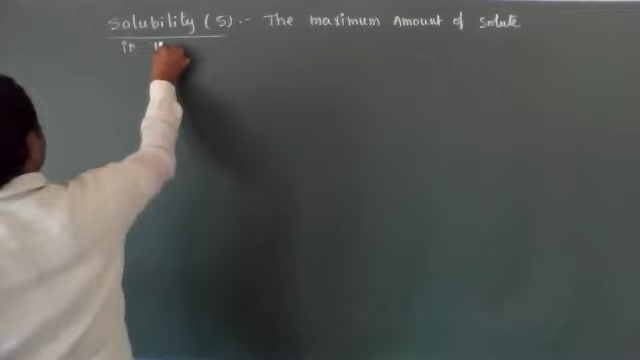 Solubility (S) :- The maximum Amount of solute
in